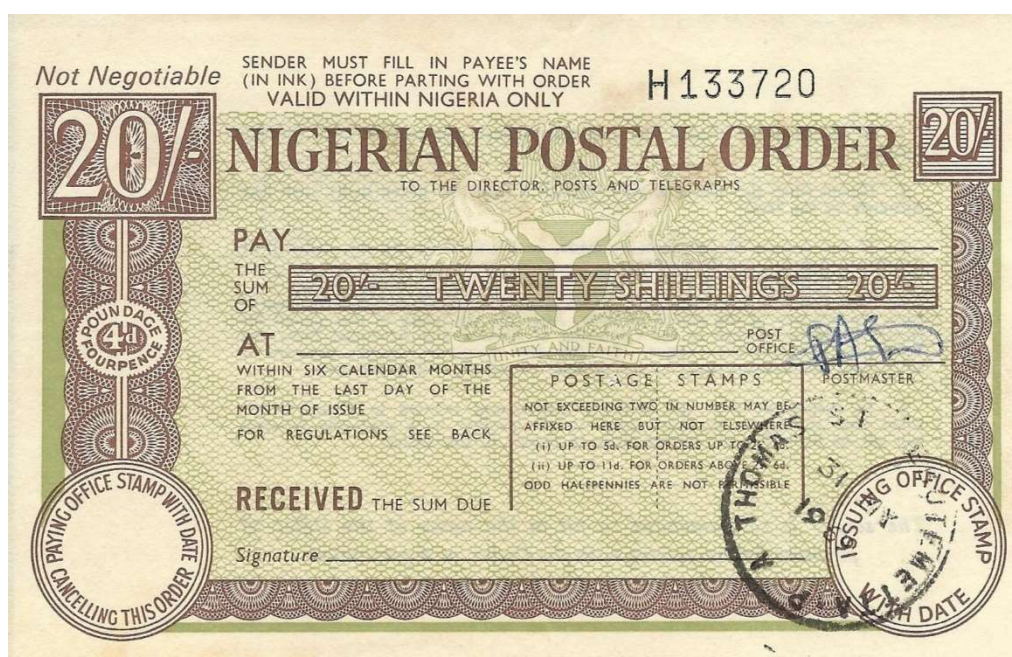 Not Negotiable
SENDER MUST FILL IN PAYEE'S NAME
(IN INK) BEFORE PARTING WITH ORDER
VALID WITHIN NIGERIA ONLY
H133720
20/-
20/-
NIGERIAN POSTAL ORDER
TO THE DIRECTOR, POSTS AND TELEGRAPHS
PAY
THE SUM OF
20/- TWENTY SHILLINGS 20/-
POUNDAGE
4d
FOURPENCE
UNITY AND FAITH
AT
POST OFFICE
POSTMASTER
WITHIN SIX CALENDAR MONTHS
FROM THE LAST DAY OF THE
MONTH OF ISSUE
FOR REGULATIONS SEE BACK
POSTAGE STAMPS
NOT EXCEEDING TWO IN NUMBER MAY BE
AFFIXED HERE BUT NOT ELSEWHERE
(i) UP TO 5d. FOR ORDERS UP TO
(ii) UP TO 11d. FOR ORDERS ABOVE 6d.
ODD HALFPENNIES ARE NOT PERMISSIBLE
RECEIVED THE SUM DUE
Signature
PAYING OFFICE STAMP WITH DATE
CANCELLING THIS ORDER
ISSUING OFFICE STAMP
WITH DATE
A THOMAS